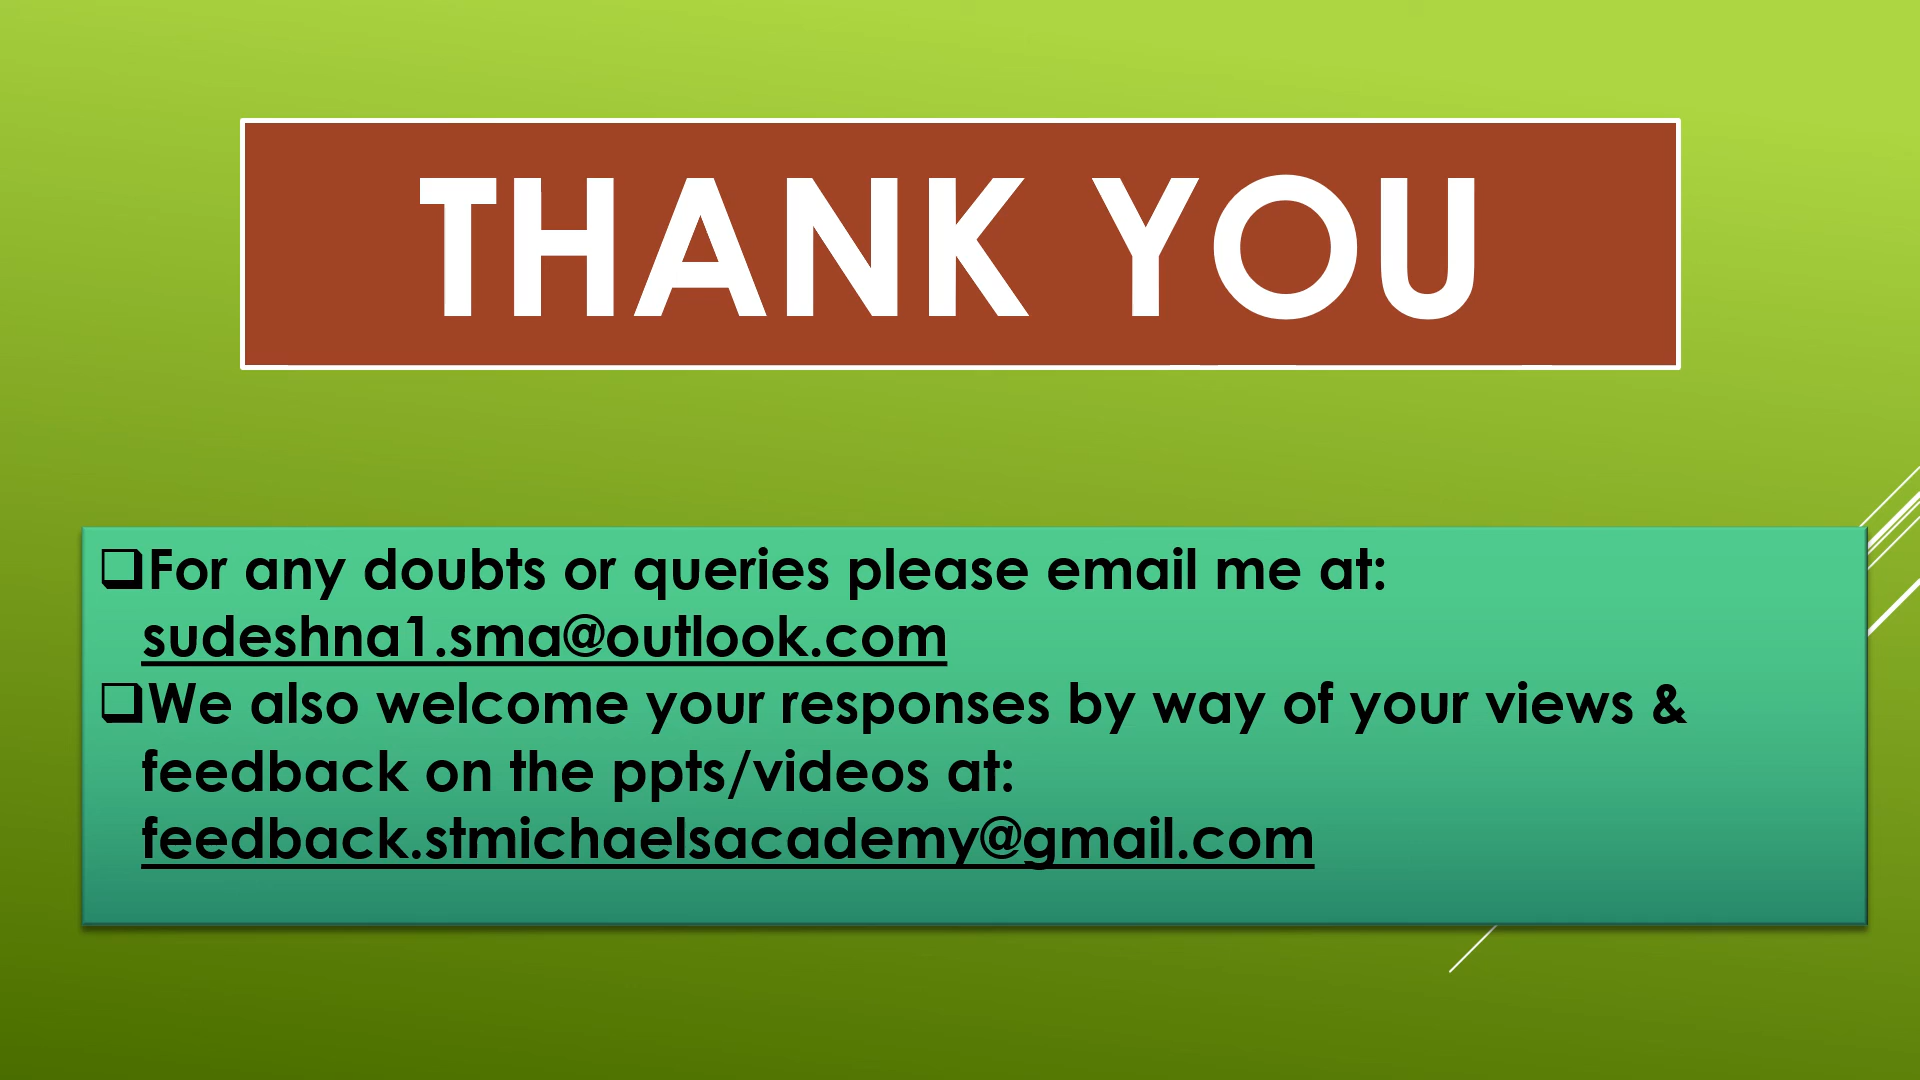 THANK YOU
❑For any doubts or queries please email me at:
sudeshna1.sma@outlook.com
❑We also welcome your responses by way of your views &
feedback on the ppts/videos at:
feedback.stmichaelsacademy@gmail.com